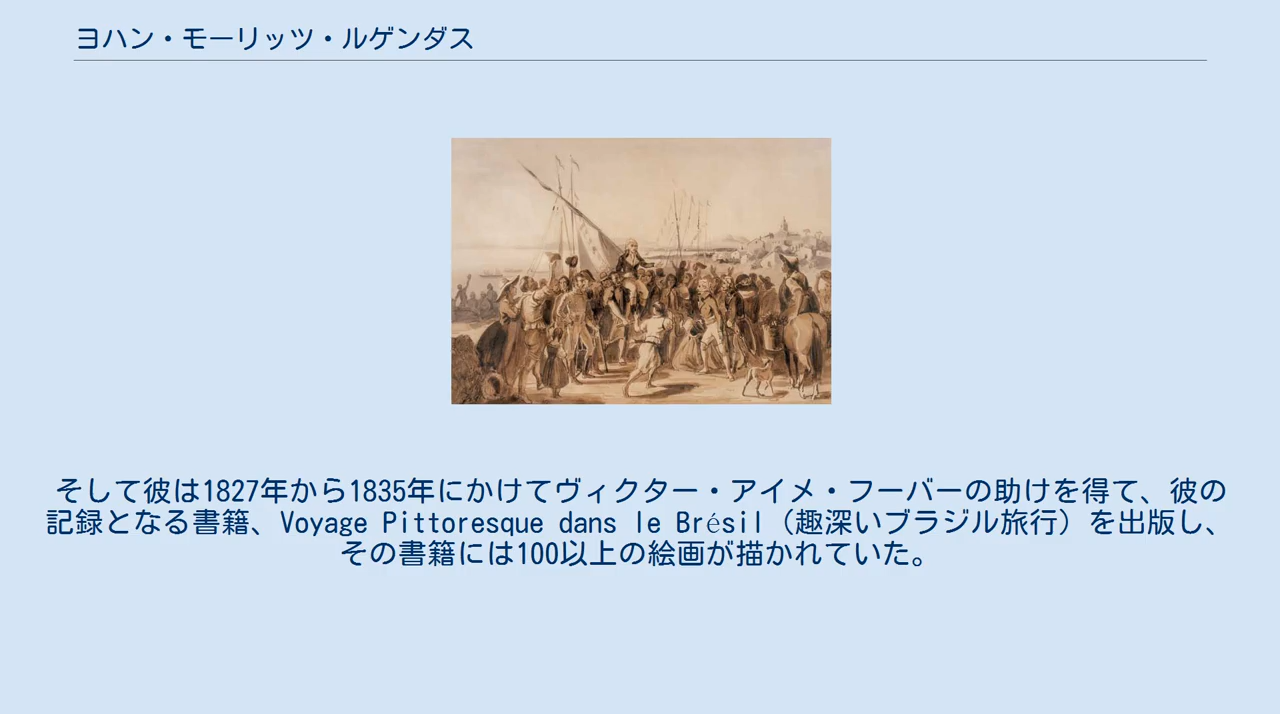 ヨハン・モーリッツ・ルゲンダス
そして彼は1827年から1835年にかけてヴィクター・アイメ・フーバーの助けを得て、彼の
記録となる書籍、Voyage Pittoresque dans le Brésil（趣深いブラジル旅行）を出版し、
その書籍には100以上の絵画が描かれていた。